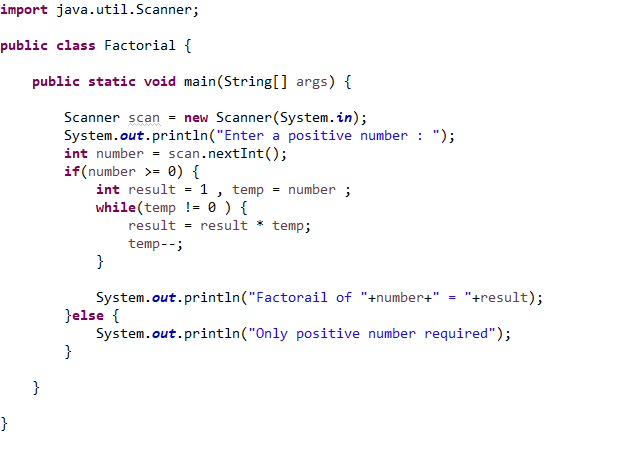 import java.util.Scanner;
public class Factorial {
public static void main(String[] args) {
Scanner scan = new Scanner(System.in);
System.out.println("Enter a positive number : ");
int number = scan.nextInt();
if(number >= 0) {
int result = 1 , temp = number ;
while(temp != 0 ) {
result = result * temp;
temp--;
}
System.out.println("Factorail of "+number+" = "+result);
}else {
System.out.println("Only positive number required");
}
}
}